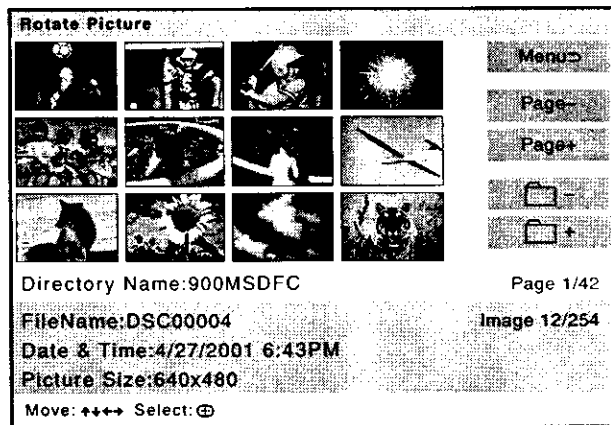 Rotate Picture
Menu⮌
Page−
Page+
−
+
Directory Name:900MSDFC
Page 1/42
FileName:DSC00004
Image 12/254
Date & Time:4/27/2001 6:43PM
Picture Size:640x480
Move: ↑↓←→ Select:⊕